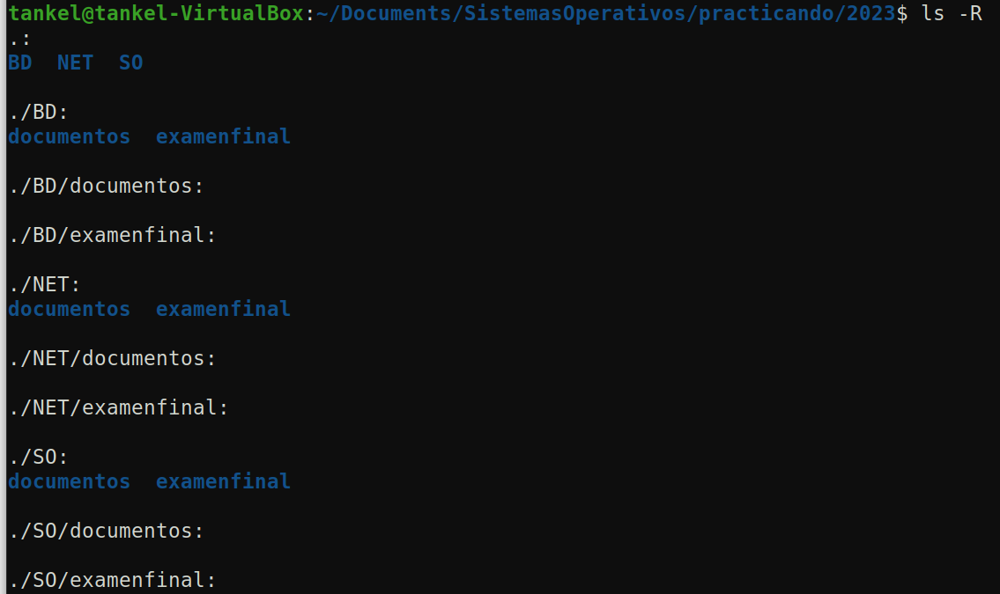 tankel@tankel-VirtualBox:~/Documents/SistemasOperativos/practicando/2023$ ls -R
.:
BD  NET  SO
./BD:
documentos  examenfinal
./BD/documentos:
./BD/examenfinal:
./NET:
documentos  examenfinal
./NET/documentos:
./NET/examenfinal:
./SO:
documentos  examenfinal
./SO/documentos:
./SO/examenfinal: